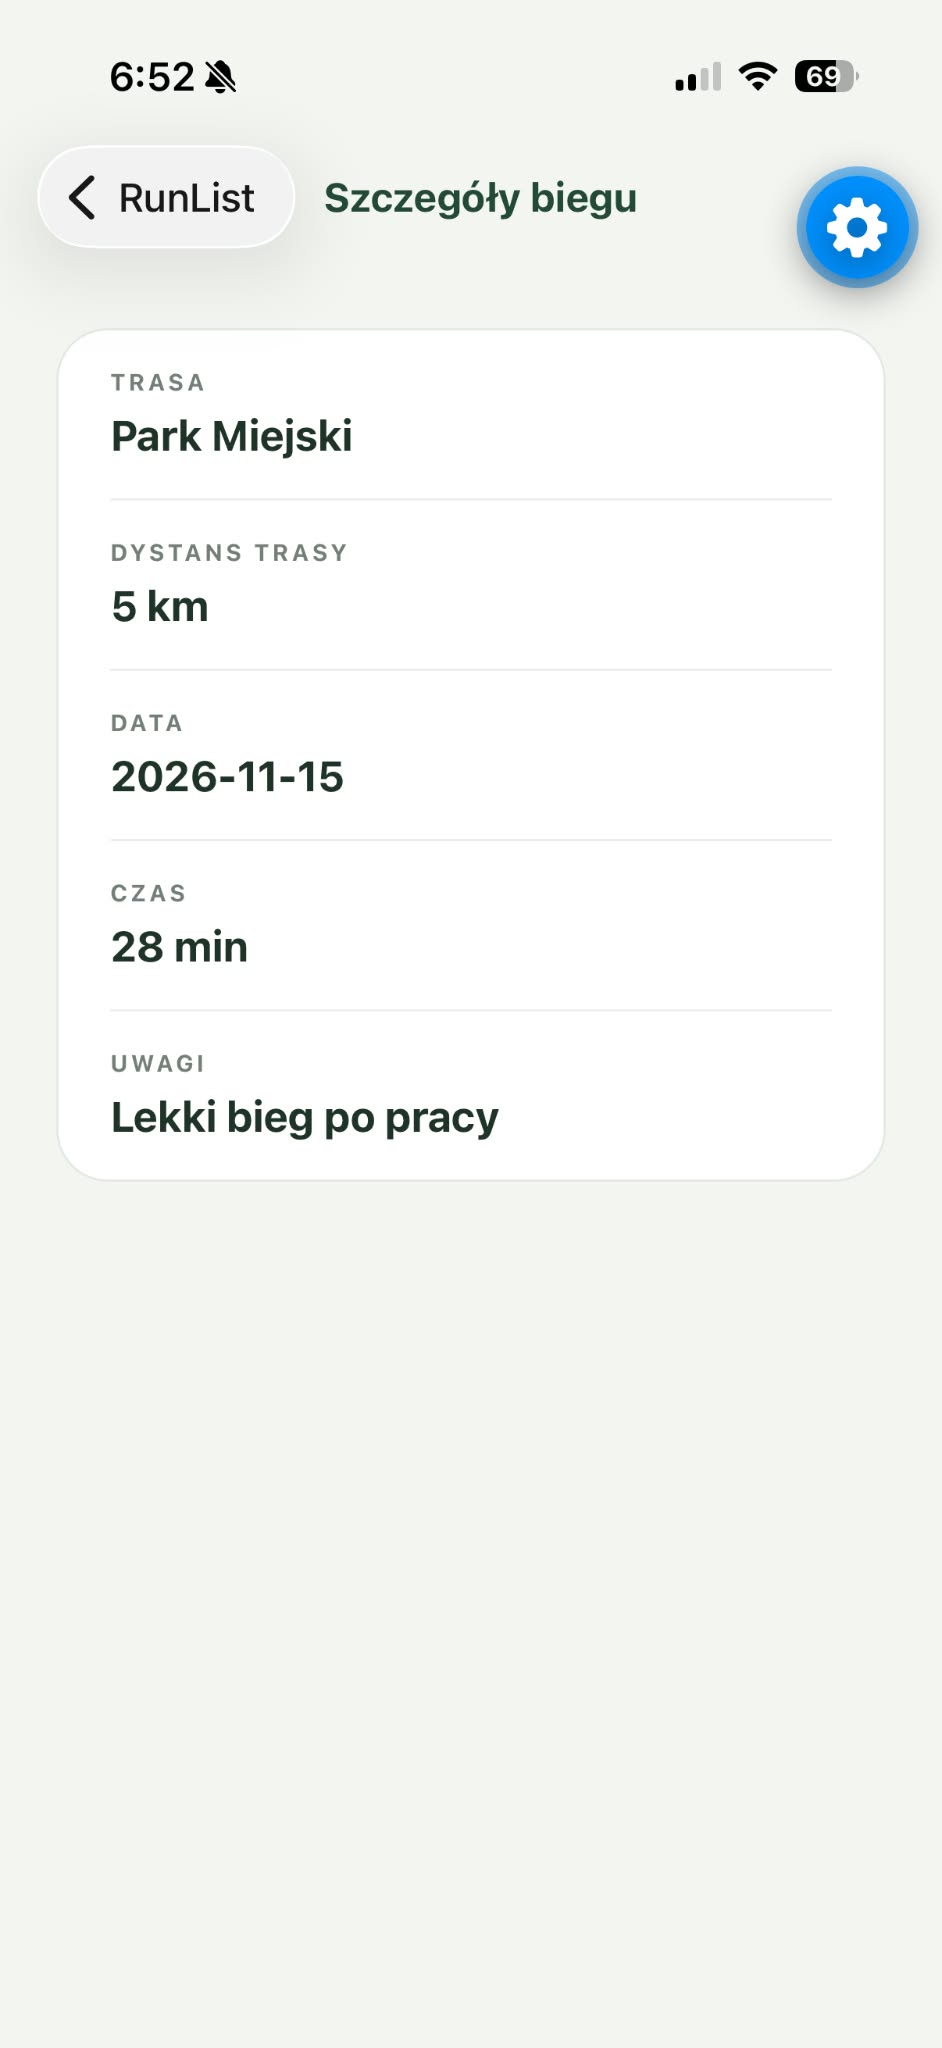 6:52
69
RunList
Szczegóły biegu
TRASA
Park Miejski
DYSTANS TRASY
5 km
DATA
2026-11-15
CZAS
28 min
UWAGI
Lekki bieg po pracy